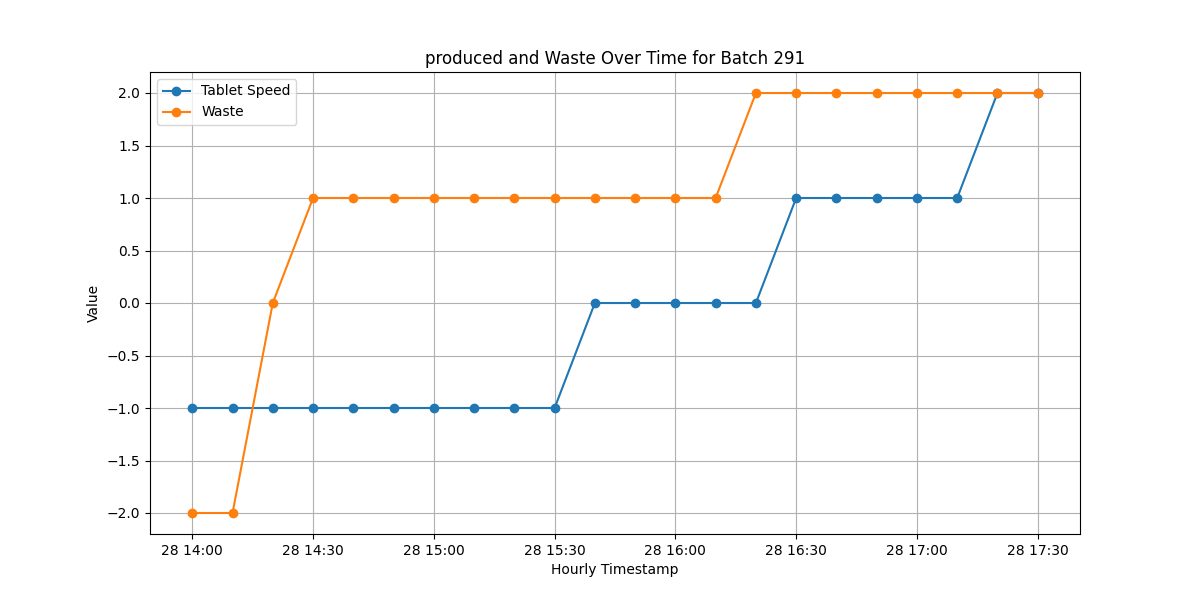 produced and Waste Over Time for Batch 291
Tablet Speed
Waste
2.0
1.5
1.0
0.5
0.0
−0.5
−1.0
−1.5
−2.0
Value
28 14:00 28 14:30 28 15:00 28 15:30 28 16:00 28 16:30 28 17:00 28 17:30
Hourly Timestamp